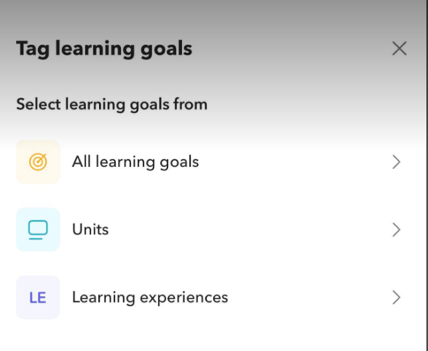 Tag learning goals
Select learning goals from
All learning goals
Units
LE Learning experiences